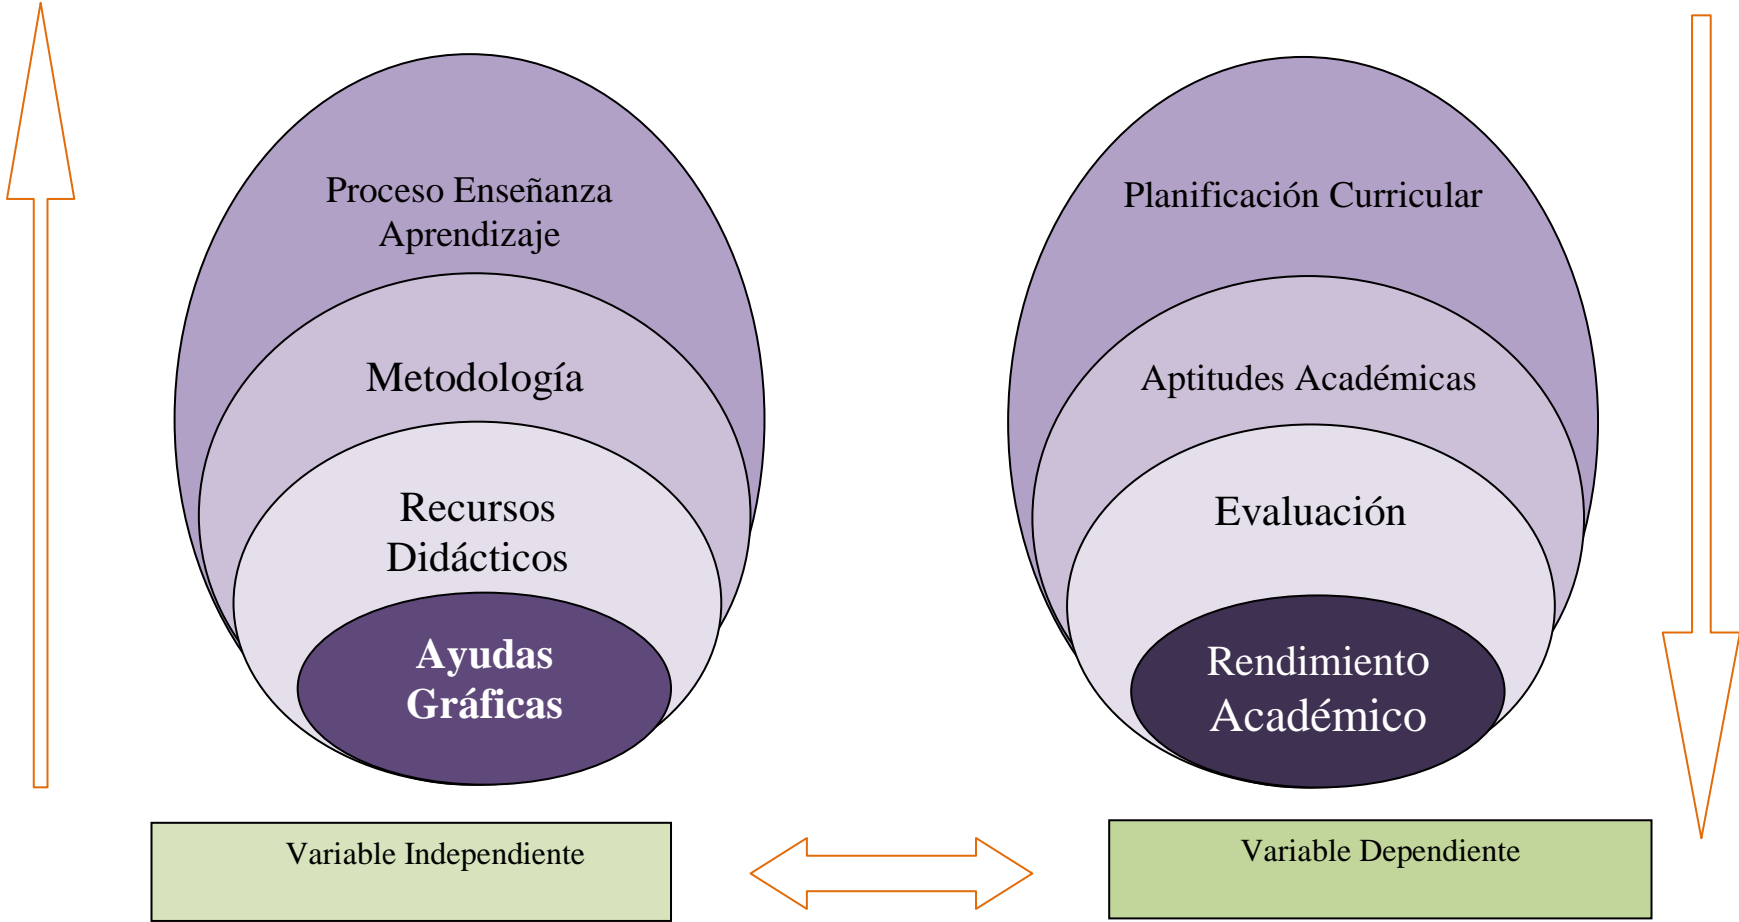 Proceso Enseñanza
Aprendizaje
Metodología
Recursos
Didácticos
Ayudas
Gráficas
Variable Independiente
Planificación Curricular
Aptitudes Académicas
Evaluación
Rendimiento
Académico
Variable Dependiente